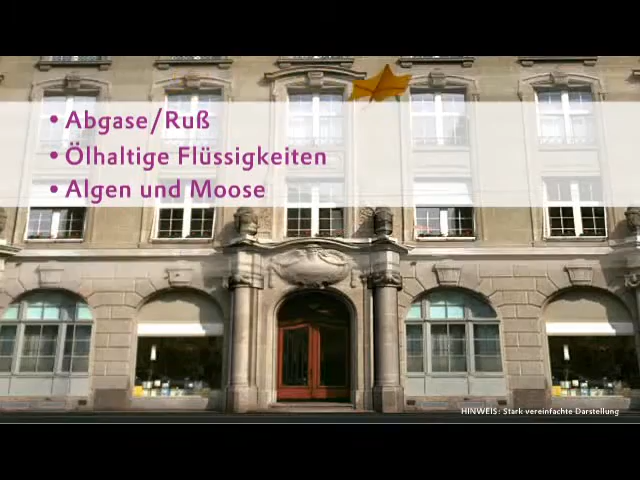 • Abgase/Ruß
• Ölhaltige Flüssigkeiten
• Algen und Moose
HINWEIS: Stark vereinfachte Darstellung